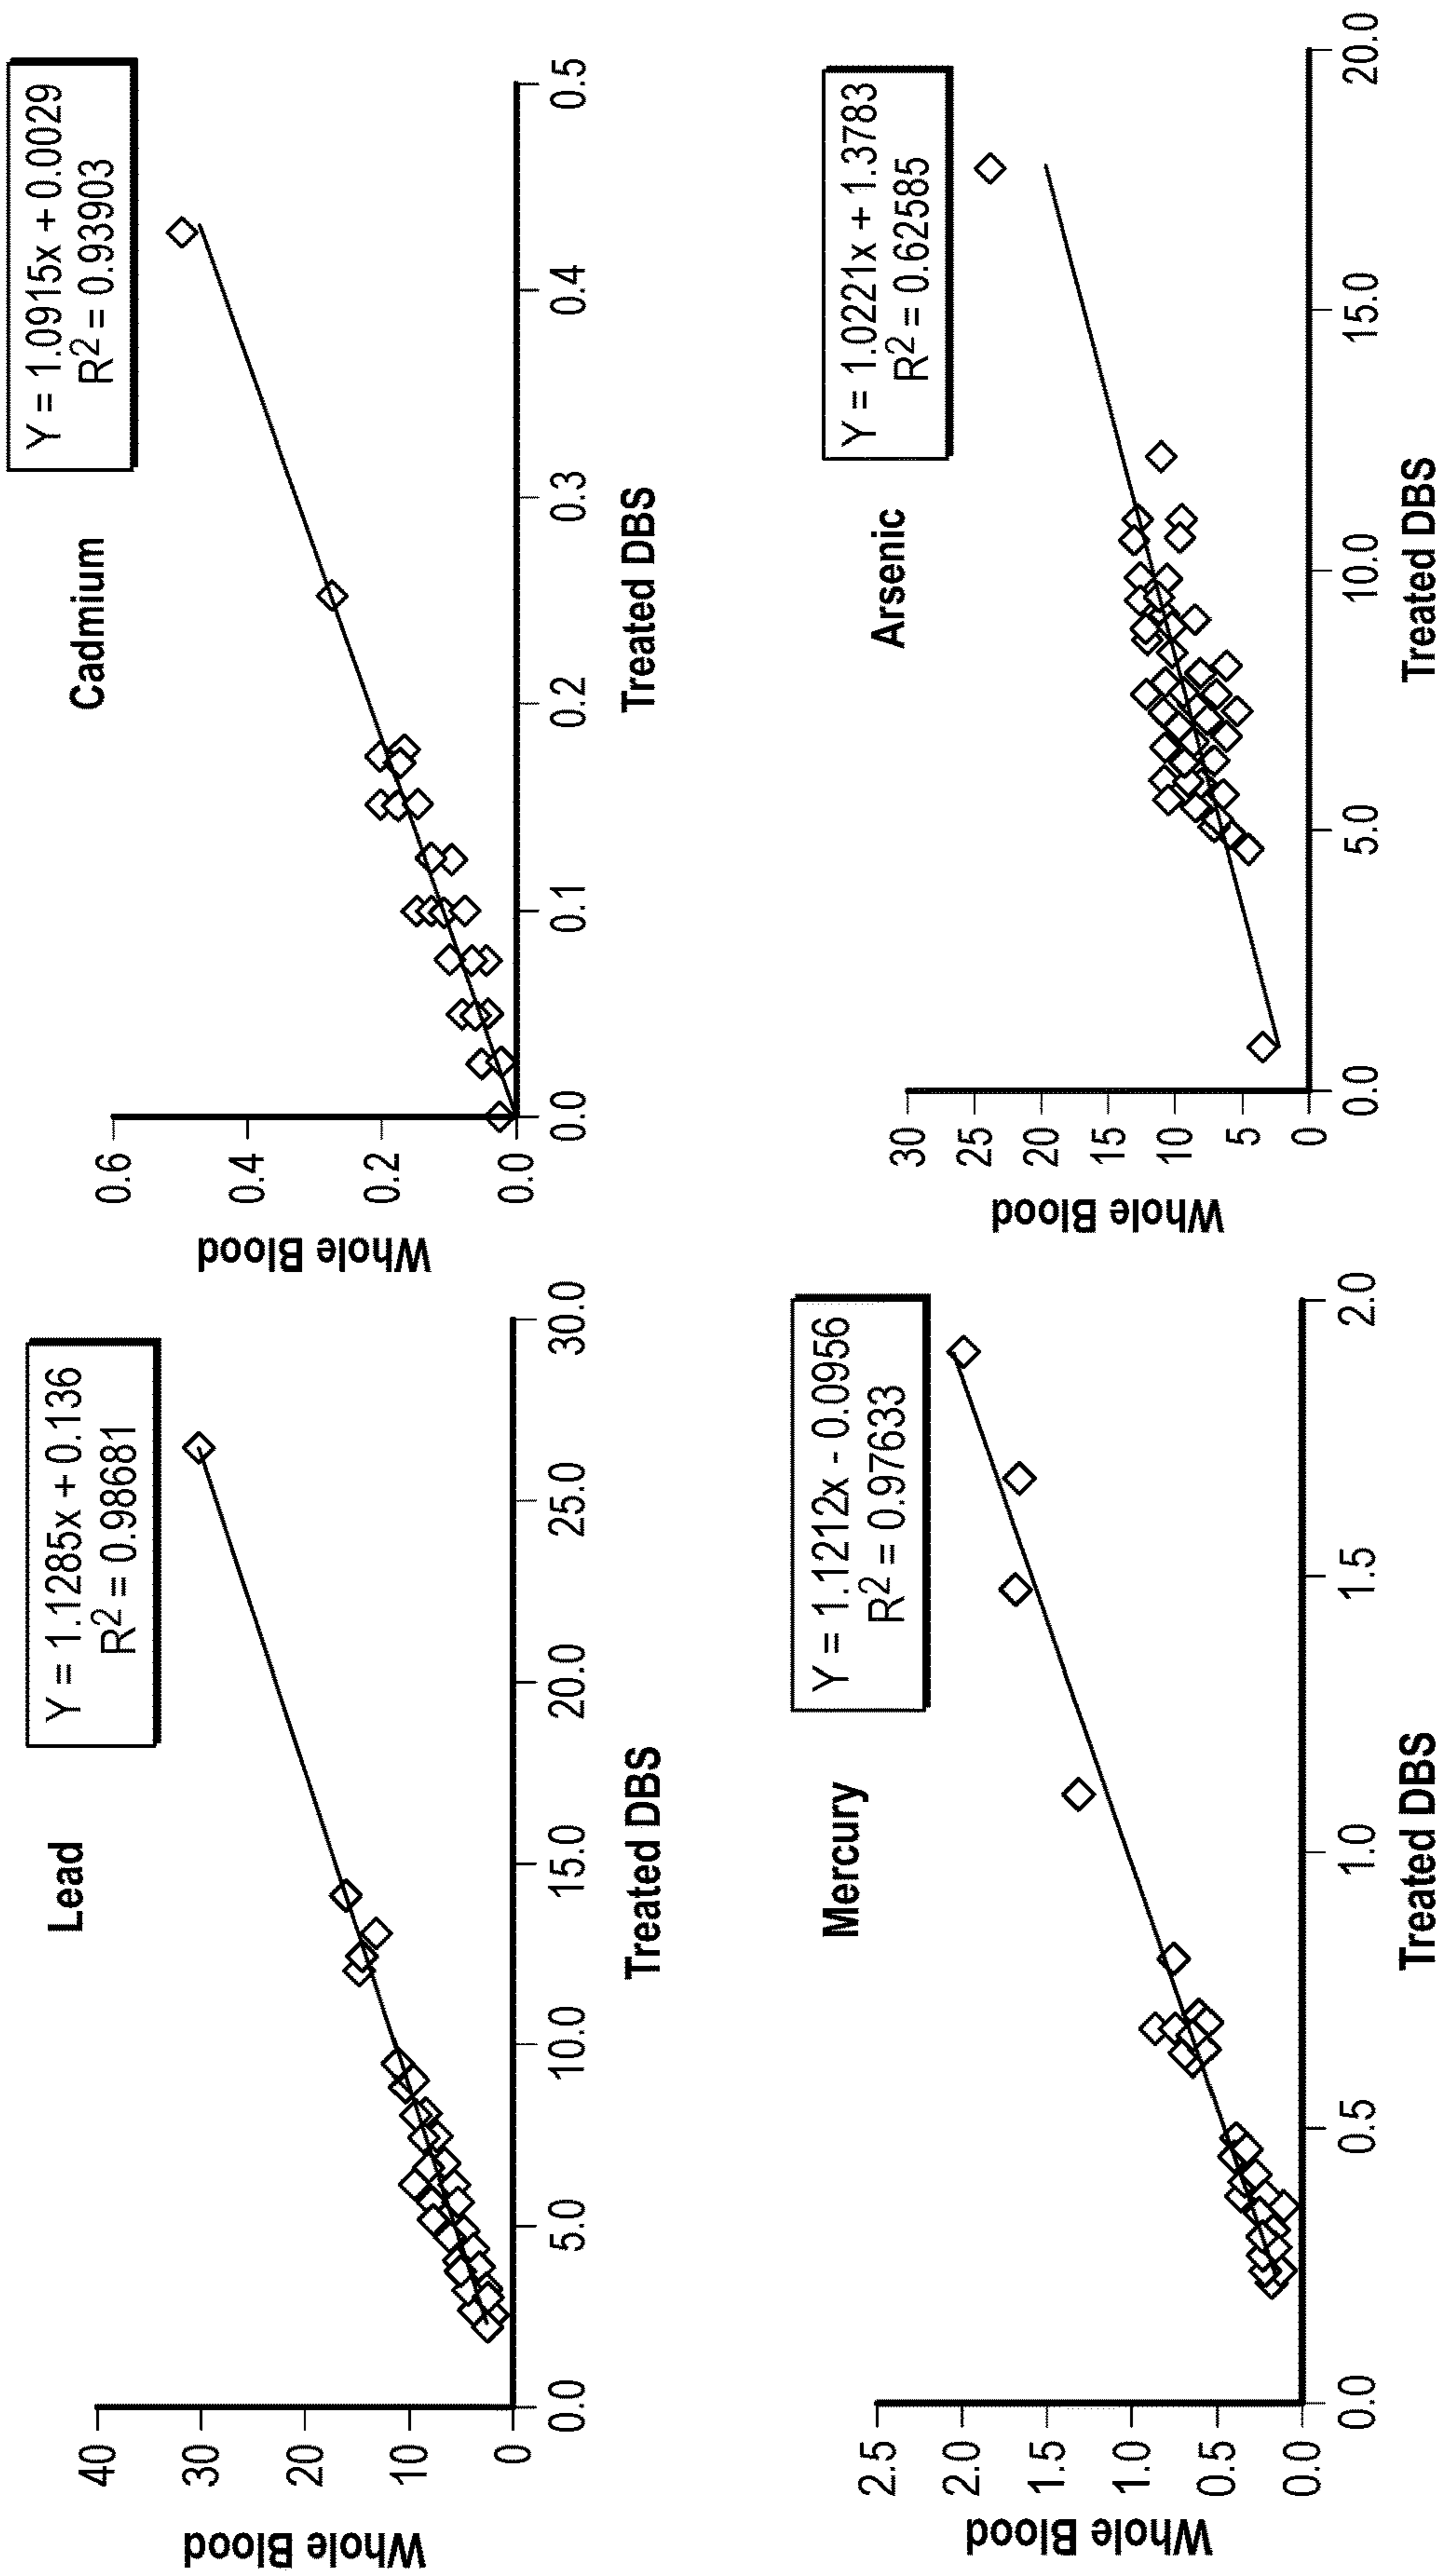 Lead
Y = 1.1285x + 0.136
R2 = 0.98681
Whole Blood
40
30
20
10
0
0.0
5.0
10.0
15.0
20.0
25.0
30.0
Treated DBS
Cadmium
Y = 1.0915x + 0.0029
R2 = 0.93903
Whole Blood
0.6
0.4
0.2
0.0
0.0
0.1
0.2
0.3
0.4
0.5
Treated DBS
Mercury
Y = 1.1212x - 0.0956
R2 = 0.97633
Whole Blood
2.5
2.0
1.5
1.0
0.5
0.0
0.0
0.5
1.0
1.5
2.0
Treated DBS
Arsenic
Y = 1.0221x + 1.3783
R2 = 0.62585
Whole Blood
30
25
20
15
10
5
0
0.0
5.0
10.0
15.0
20.0
Treated DBS